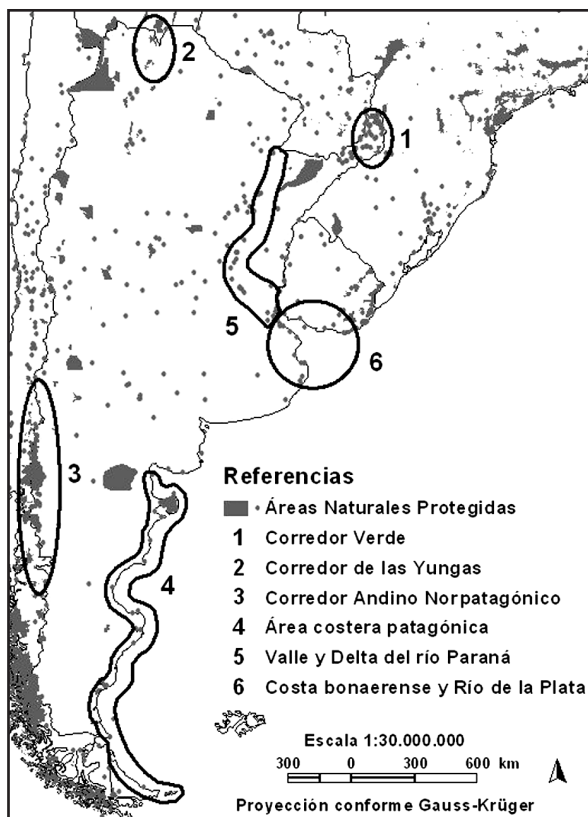 2
1
5
6
3
4
Referencias
Áreas Naturales Protegidas
1 Corredor Verde
2 Corredor de las Yungas
3 Corredor Andino Norpatagónico
4 Área costera patagónica
5 Valle y Delta del río Paraná
6 Costa bonaerense y Río de la Plata
Escala 1:30.000.000
300 0 300 600 km
Proyección conforme Gauss-Krüger